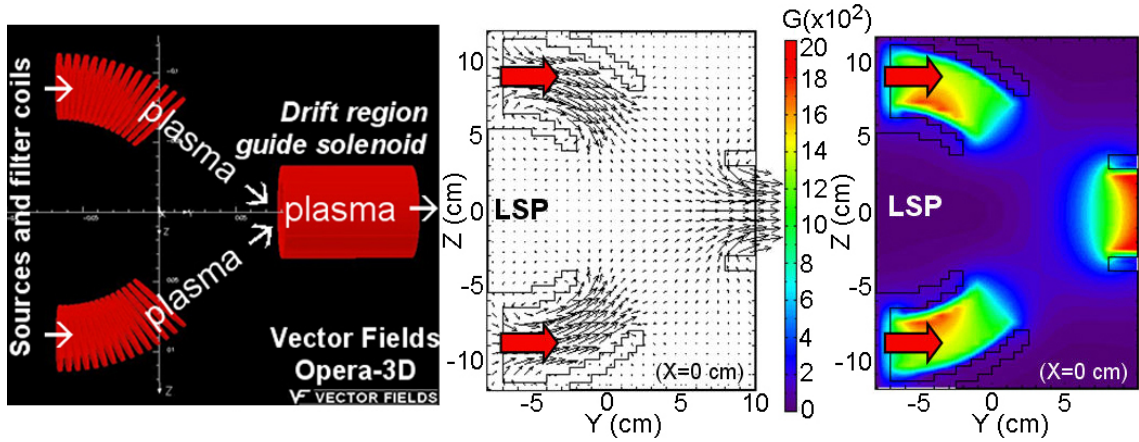 Sources and filter coils
plasma
plasma
Drift region
guide solenoid
plasma
Vector Fields
Opera-3D
VF VECTOR FIELDS
X
Y
Z
LSP
(X=0 cm)
10
5
0
-5
-10
Z (cm)
-5
0
5
10
Y (cm)
G(x10²)
20
18
16
14
12
10
8
6
4
2
0
LSP
(X=0 cm)
10
5
0
-5
-10
Z (cm)
-5
0
5
Y (cm)